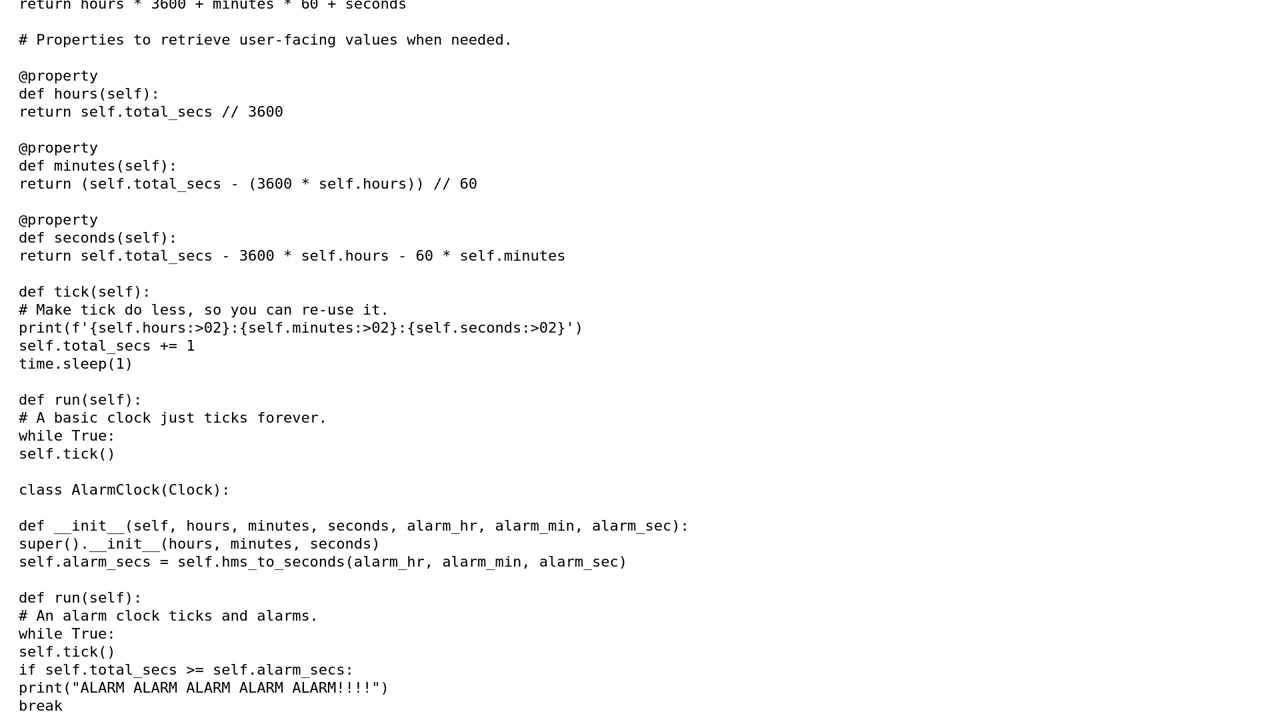 return hours * 3600 + minutes * 60 + seconds
# Properties to retrieve user-facing values when needed.
@property
def hours(self):
return self.total_secs // 3600
@property
def minutes(self):
return (self.total_secs - (3600 * self.hours)) // 60
@property
def seconds(self):
return self.total_secs - 3600 * self.hours - 60 * self.minutes
def tick(self):
# Make tick do less, so you can re-use it.
print(f'{self.hours:>02}:{self.minutes:>02}:{self.seconds:>02}')
self.total_secs += 1
time.sleep(1)
def run(self):
# A basic clock just ticks forever.
while True:
self.tick()
class AlarmClock(Clock):
def __init__(self, hours, minutes, seconds, alarm_hr, alarm_min, alarm_sec):
super().__init__(hours, minutes, seconds)
self.alarm_secs = self.hms_to_seconds(alarm_hr, alarm_min, alarm_sec)
def run(self):
# An alarm clock ticks and alarms.
while True:
self.tick()
if self.total_secs >= self.alarm_secs:
print("ALARM ALARM ALARM ALARM ALARM!!!!")
break